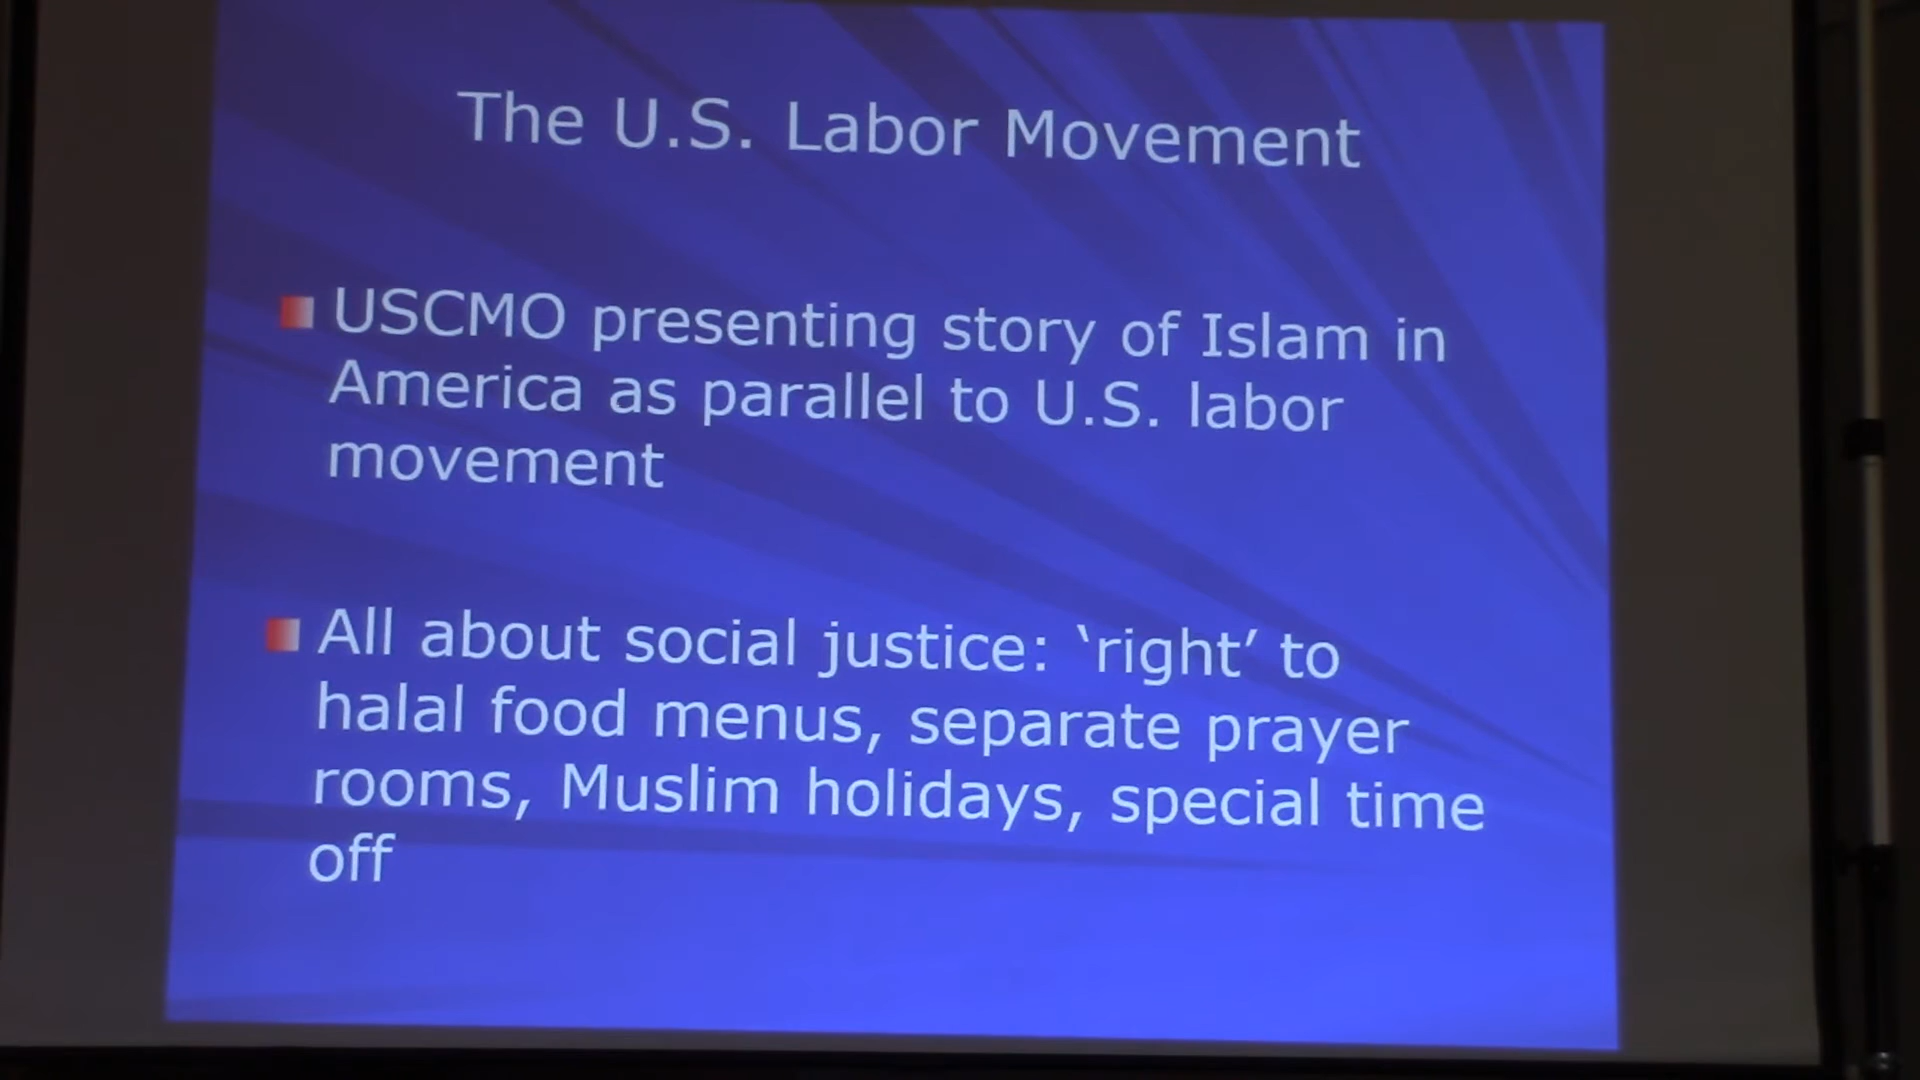 The U.S. Labor Movement
USCMO presenting story of Islam in
America as parallel to U.S. labor
movement
All about social justice: ‘right’ to
halal food menus, separate prayer
rooms, Muslim holidays, special time
off